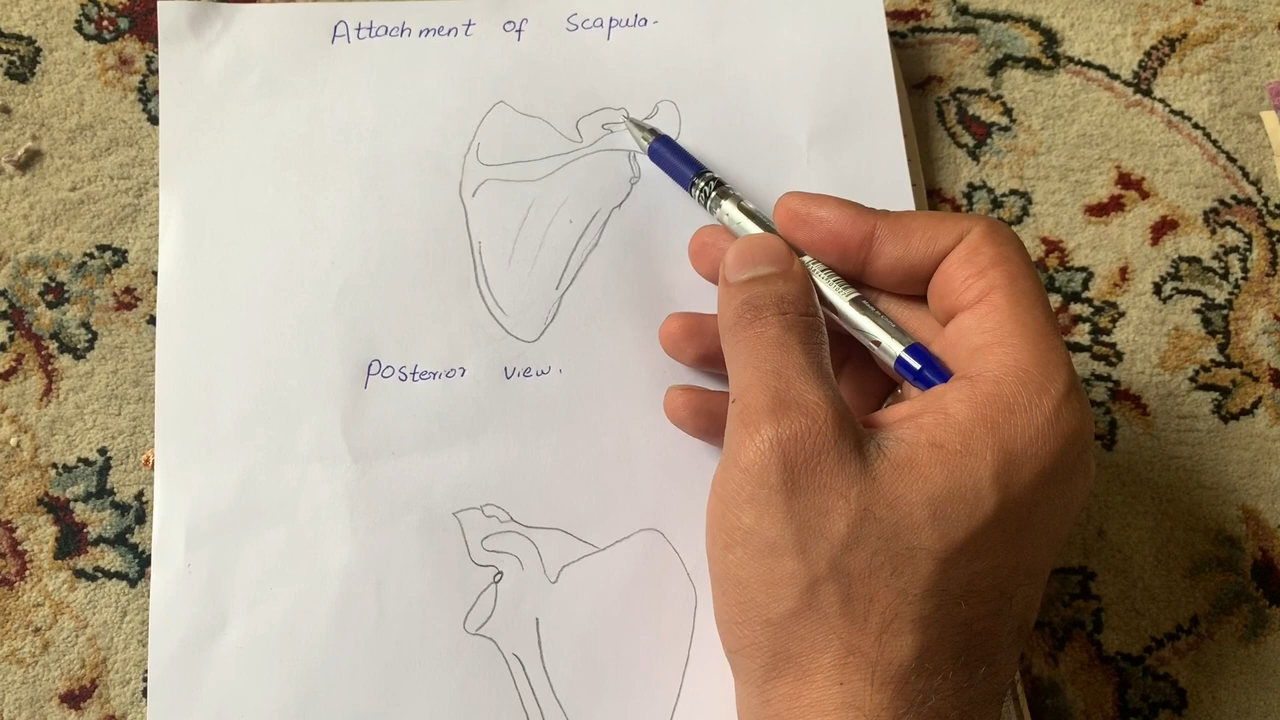 Attachment of Scapula-
Posterior view.